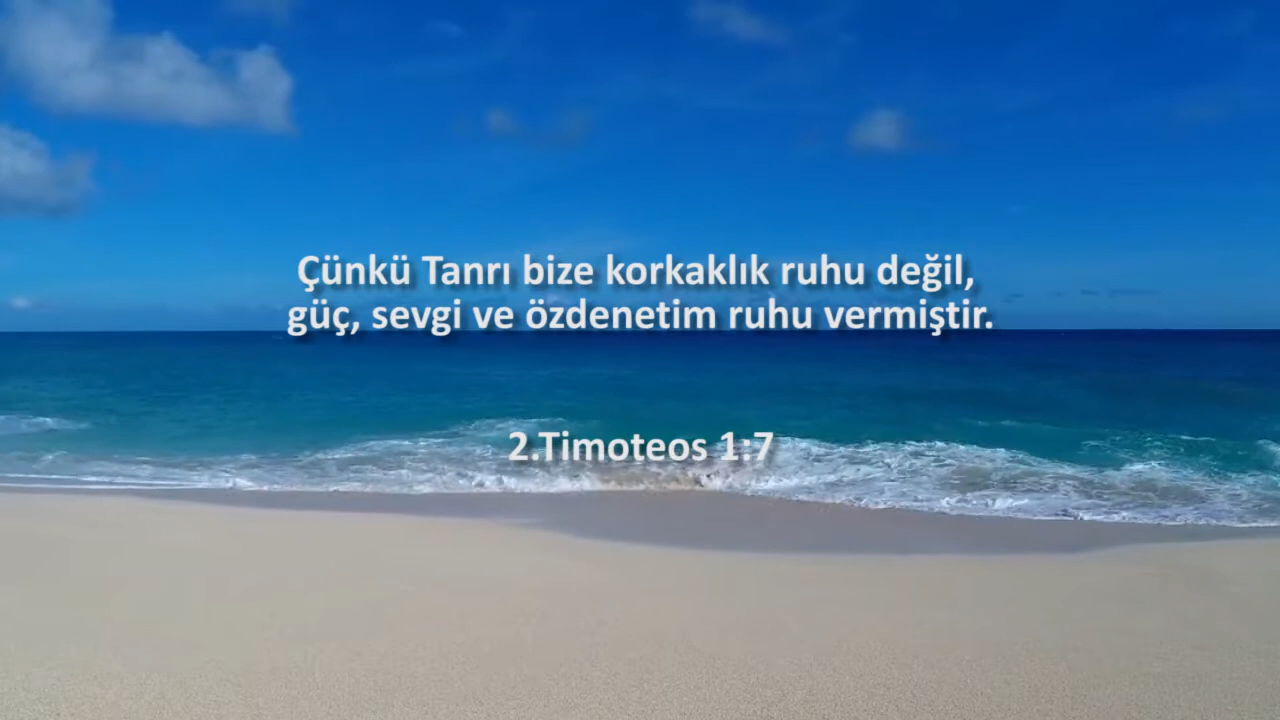 Çünkü Tanrı bize korkaklık ruhu değil,
güç, sevgi ve özdenetim ruhu vermiştir.
2.Timoteos 1:7